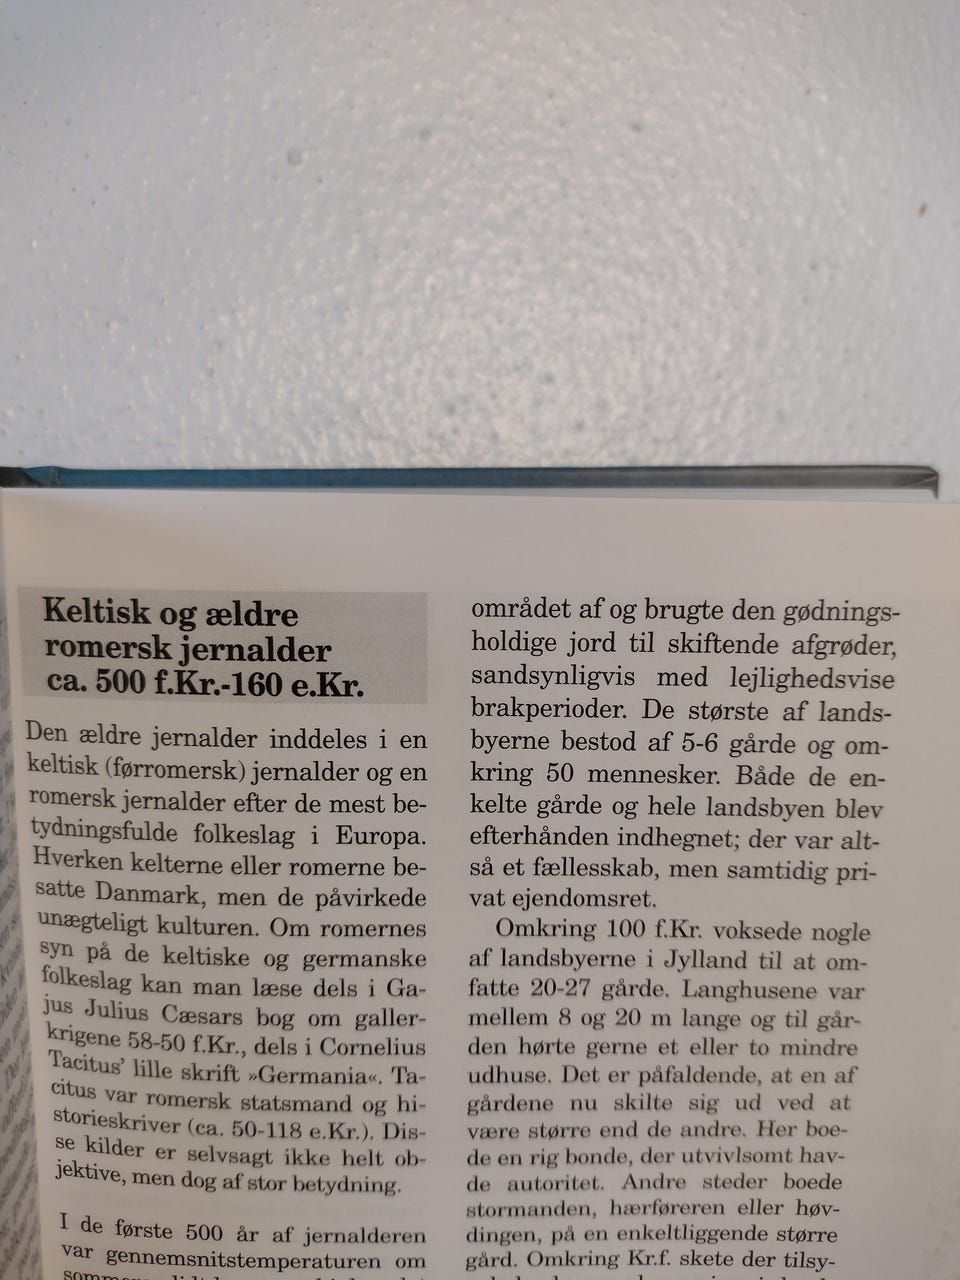 Keltisk og ældre
romersk jernalder
ca. 500 f.Kr.-160 e.Kr.
Den ældre jernalder inddeles i en
keltisk (førromersk) jernalder og en
romersk jernalder efter de mest be-
tydningsfulde folkeslag i Europa.
Hverken kelterne eller romerne be-
satte Danmark, men de påvirkede
unægteligt kulturen. Om romernes
syn på de keltiske og germanske
folkeslag kan man læse dels i Ga-
jus Julius Cæsars bog om galler-
krigene 58-50 f.Kr., dels i Cornelius
Tacitus’ lille skrift »Germania«. Ta-
citus var romersk statsmand og hi-
storieskriver (ca. 50-118 e.Kr.). Dis-
se kilder er selvsagt ikke helt ob-
jektive, men dog af stor betydning.
I de første 500 år af jernalderen
var gennemsnitstemperaturen om
området af og brugte den gødnings-
holdige jord til skiftende afgrøder,
sandsynligvis med lejlighedsvise
brakperioder. De største af lands-
byerne bestod af 5-6 gårde og om-
kring 50 mennesker. Både de en-
kelte gårde og hele landsbyen blev
efterhånden indhegnet; der var alt-
så et fællesskab, men samtidig pri-
vat ejendomsret.
Omkring 100 f.Kr. voksede nogle
af landsbyerne i Jylland til at om-
fatte 20-27 gårde. Langhusene var
mellem 8 og 20 m lange og til går-
den hørte gerne et eller to mindre
udhuse. Det er påfaldende, at en af
gårdene nu skilte sig ud ved at
være større end de andre. Her boe-
de en rig bonde, der utvivlsomt hav-
de autoritet. Andre steder boede
stormanden, hærføreren eller høv-
dingen, på en enkeltliggende større
gård. Omkring Kr.f. skete der tilsy-